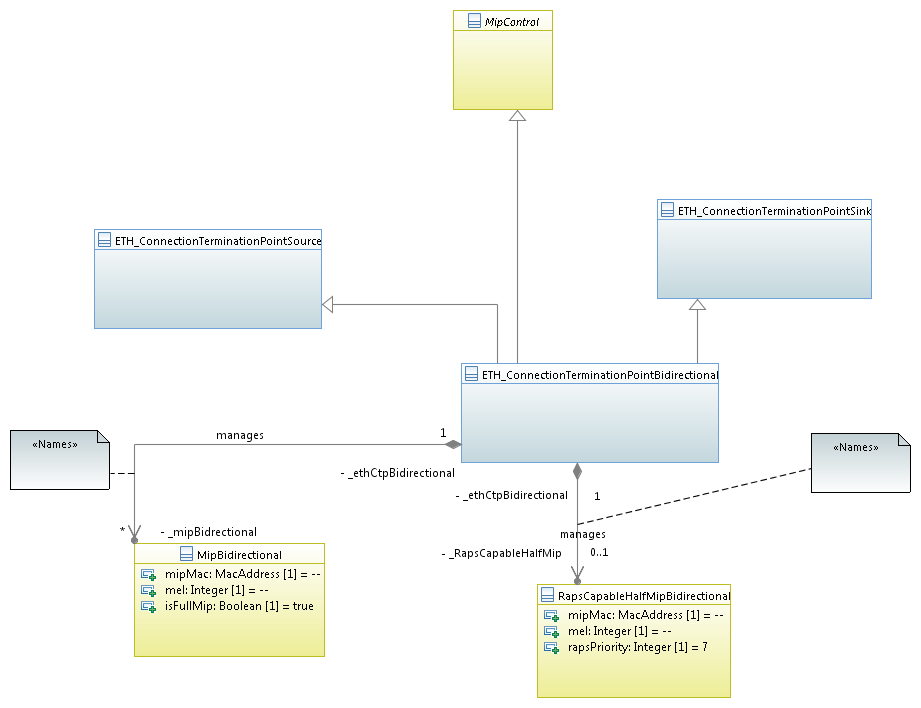 MipControl
ETH_ConnectionTerminationPointSink
ETH_ConnectionTerminationPointSource
ETH_ConnectionTerminationPointBidirectional
«Names»
manages
1
«Names»
- _ethCtpBidirectional
- _ethCtpBidirectional
1
*
- _mipBidrectional
manages
- _RapsCapableHalfMip
0..1
MipBidirectional
mipMac: MacAddress [1] = --
mel: Integer [1] = --
isFullMip: Boolean [1] = true
RapsCapableHalfMipBidirectional
mipMac: MacAddress [1] = --
mel: Integer [1] = --
rapsPriority: Integer [1] = 7